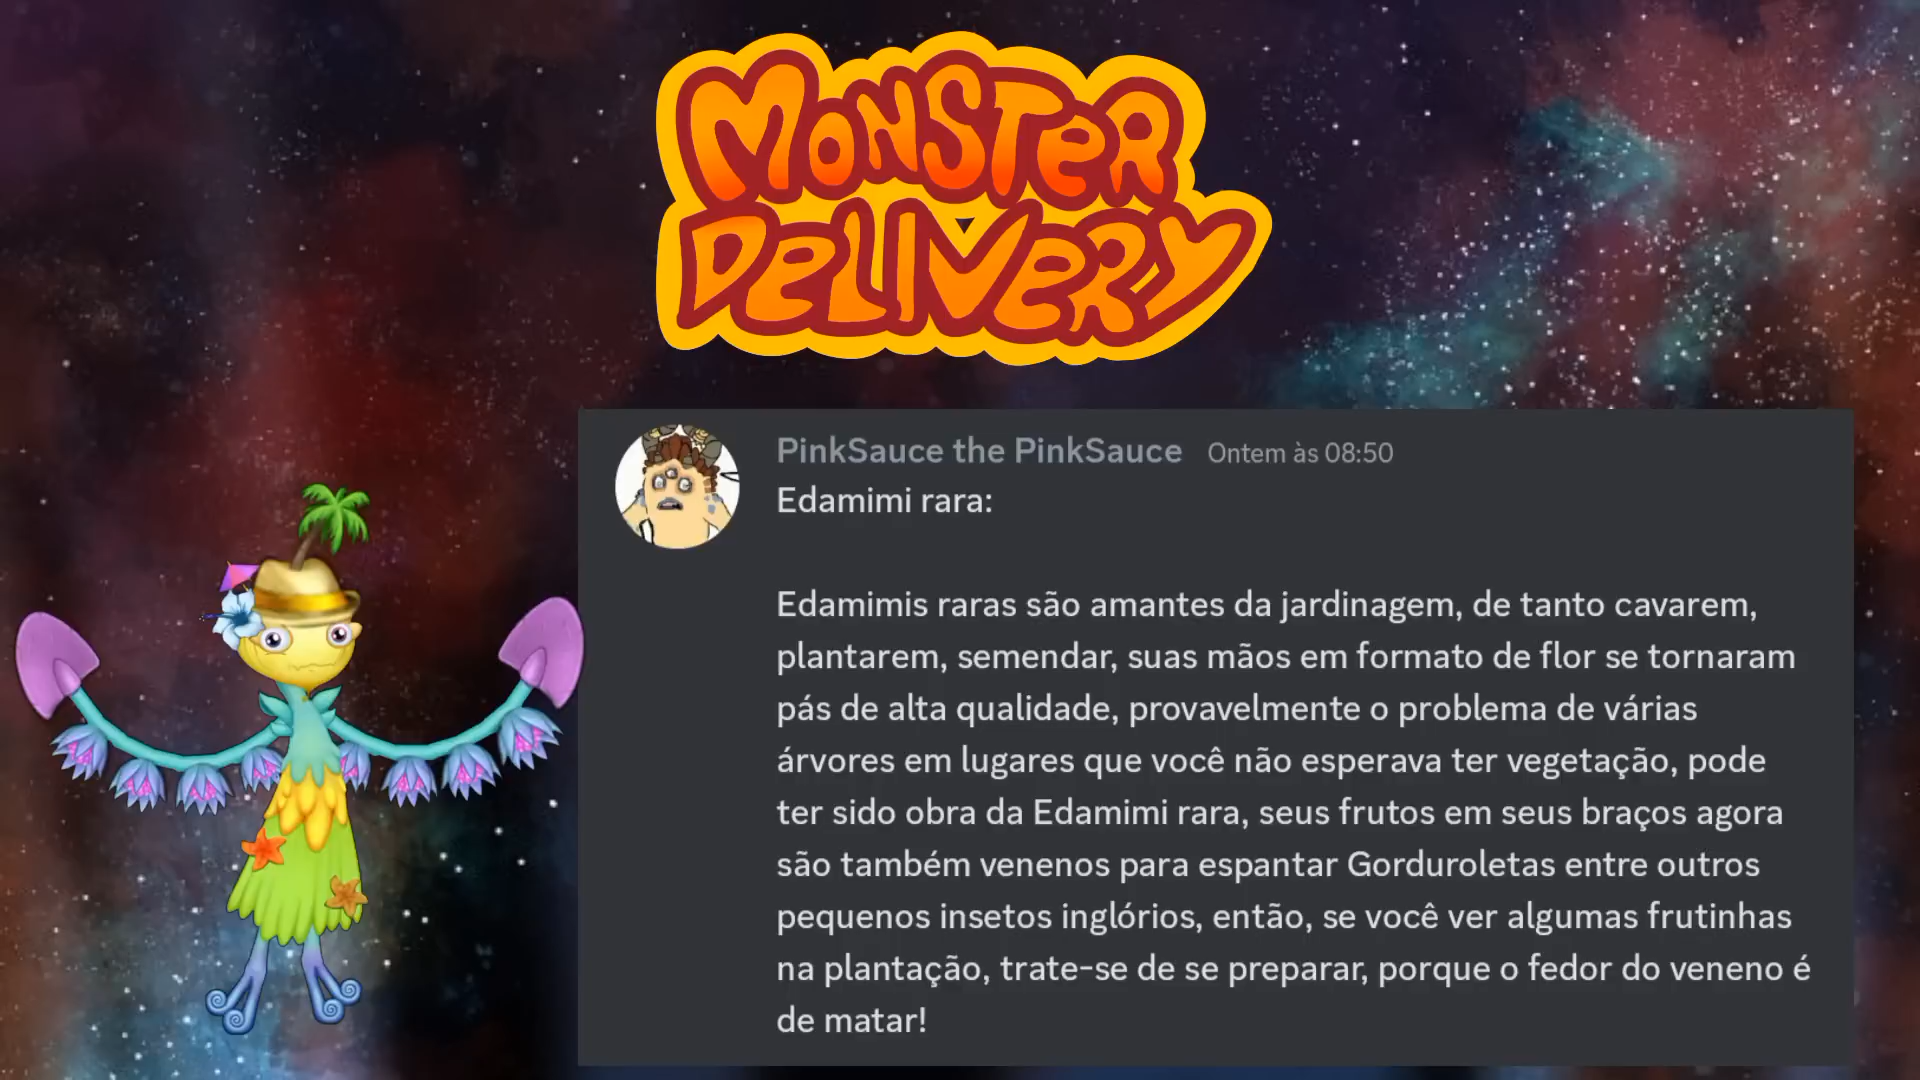 MONSTER
DELIVERY
PinkSauce the PinkSauce Ontem às 08:50
Edamimi rara:
Edamimis raras são amantes da jardinagem, de tanto cavarem,
plantarem, semendar, suas mãos em formato de flor se tornaram
pás de alta qualidade, provavelmente o problema de várias
árvores em lugares que você não esperava ter vegetação, pode
ter sido obra da Edamimi rara, seus frutos em seus braços agora
são também venenos para espantar Gorduroletas entre outros
pequenos insetos inglórios, então, se você ver algumas frutinhas
na plantação, trate-se de se preparar, porque o fedor do veneno é
de matar!